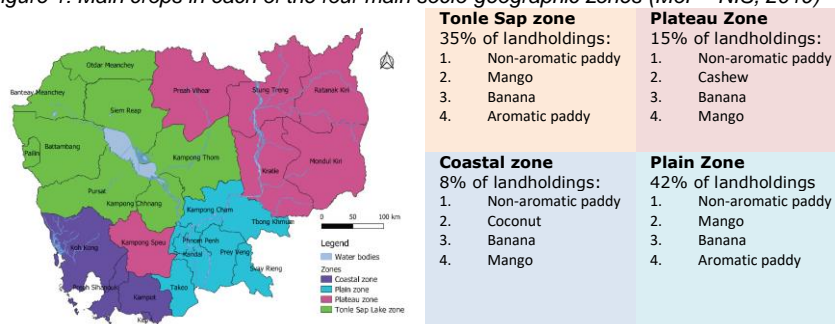 Figure 1: Main crops in each of the four main socio-geographic zones (MoP – NIS, 2019)
Otdar Meanchey
Preah Vihear
Stung Treng
Ratanak Kiri
Banteay Meanchey
Siem Reap
Battambang
Pailin
Kampong Thom
Kratie
Mondul Kiri
Pursat
Kampong Chhnang
Kampong Cham
Tbong Khmum
Koh Kong
Kampong Speu
Phnom Penh
Kandal
Prey Veng
Svay Rieng
Preah Sihanouk
Kampot
Takeo
Kep
0 50 100 km
Legend
Water bodies
Zones
Coastal zone
Plain zone
Plateau zone
Tonle Sap Lake zone
Tonle Sap zone
35% of landholdings:
1. Non-aromatic paddy
2. Mango
3. Banana
4. Aromatic paddy
Plateau Zone
15% of landholdings:
1. Non-aromatic paddy
2. Cashew
3. Banana
4. Mango
Coastal zone
8% of landholdings:
1. Non-aromatic paddy
2. Coconut
3. Banana
4. Mango
Plain Zone
42% of landholdings
1. Non-aromatic paddy
2. Mango
3. Banana
4. Aromatic paddy